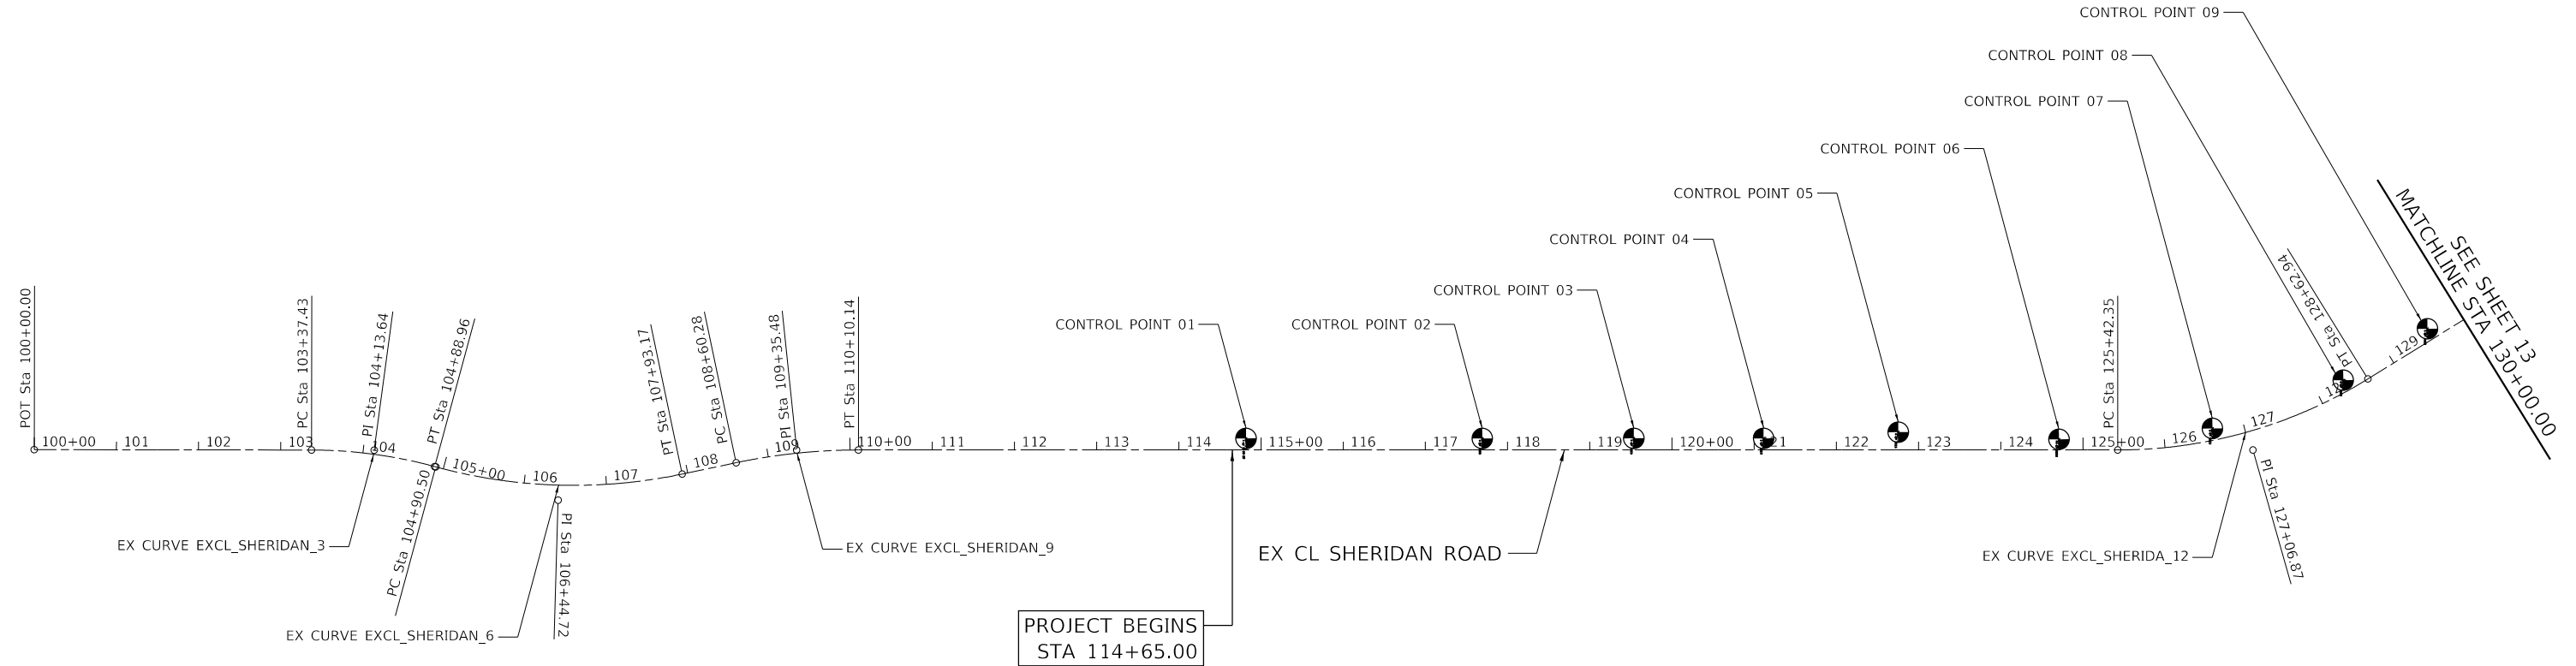 CONTROL POINT 09
CONTROL POINT 08
CONTROL POINT 07
CONTROL POINT 06
CONTROL POINT 05
CONTROL POINT 04
CONTROL POINT 03
CONTROL POINT 01
CONTROL POINT 02
SEE SHEET 13
MATCHLINE STA 130+00.00
POT Sta 100+00.00
PC Sta 103+37.43
PI Sta 104+13.64
PT Sta 104+88.96
PC Sta 104+90.50
PI Sta 106+44.72
PT Sta 107+93.17
PC Sta 108+60.28
PI Sta 109+35.48
PT Sta 110+10.14
PC Sta 125+42.35
PI Sta 127+06.87
PT Sta 128+62.94
100+00
101
102
103
104
105+00
106
107
108
109
110+00
111
112
113
114
115+00
116
117
118
119
120+00
122
123
124
125+00
126
127
129
EX CURVE EXCL_SHERIDAN_3
EX CURVE EXCL_SHERIDAN_9
EX CL SHERIDAN ROAD
EX CURVE EXCL_SHERIDA_12
EX CURVE EXCL_SHERIDAN_6
PROJECT BEGINS
STA 114+65.00